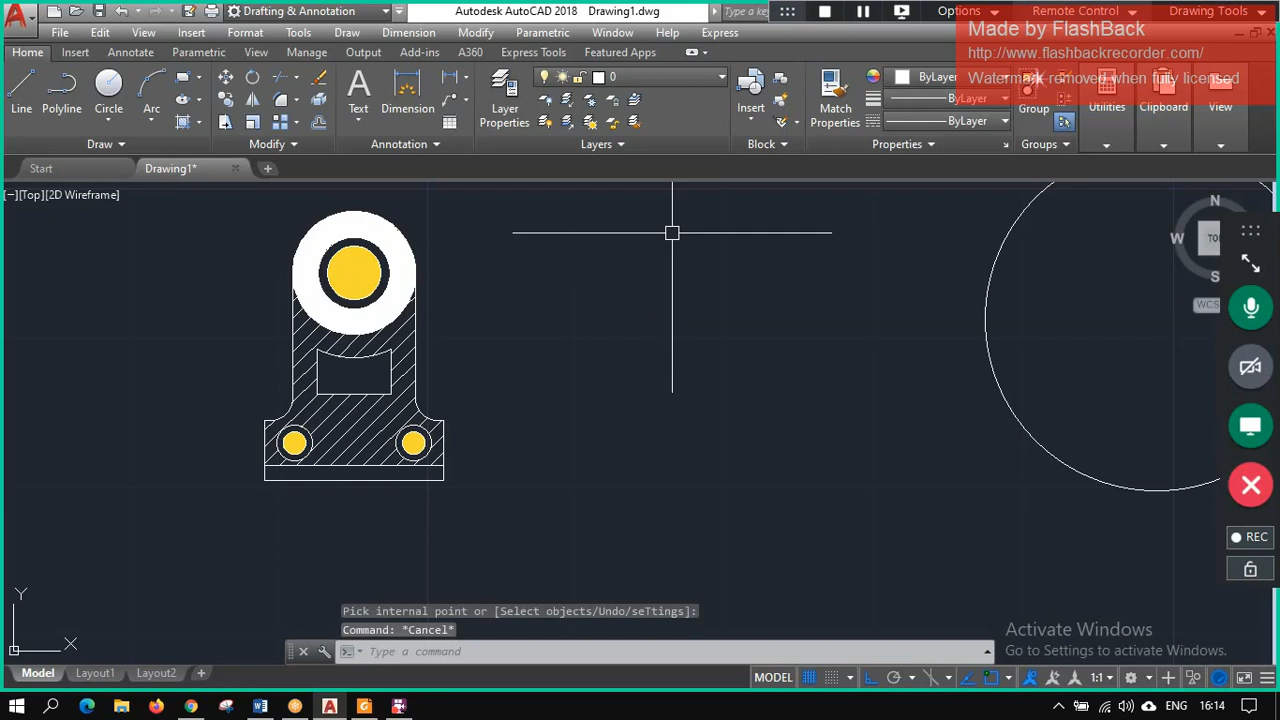 Drafting & Annotation
Autodesk AutoCAD 2018 Drawing1.dwg
Type a key
Options
Remote Control
Drawing Tools
Made by FlashBack
http://www.flashbackrecorder.com/
Watermark removed when fully licensed
File Edit View Insert Format Tools Draw Dimension Modify Parametric Window Help Express
Home Insert Annotate Parametric View Manage Output Add-ins A360 Express Tools Featured Apps
Line Polyline Circle Arc
Text Dimension
Layer
Properties
0
Insert
Match
Properties
ByLayer
ByLayer
ByLayer
Group
Utilities
Clipboard
View
Draw Modify Annotation Layers Block Properties Groups
Start Drawing1* +
[−][Top][2D Wireframe]
N
W
TOP
S
WCS
REC
Y
X
Pick internal point or [Select objects/Undo/seTtings]:
Command: *Cancel*
Type a command
Activate Windows
Go to Settings to activate Windows.
Model Layout1 Layout2 +
MODEL
1:1
ENG
16:14